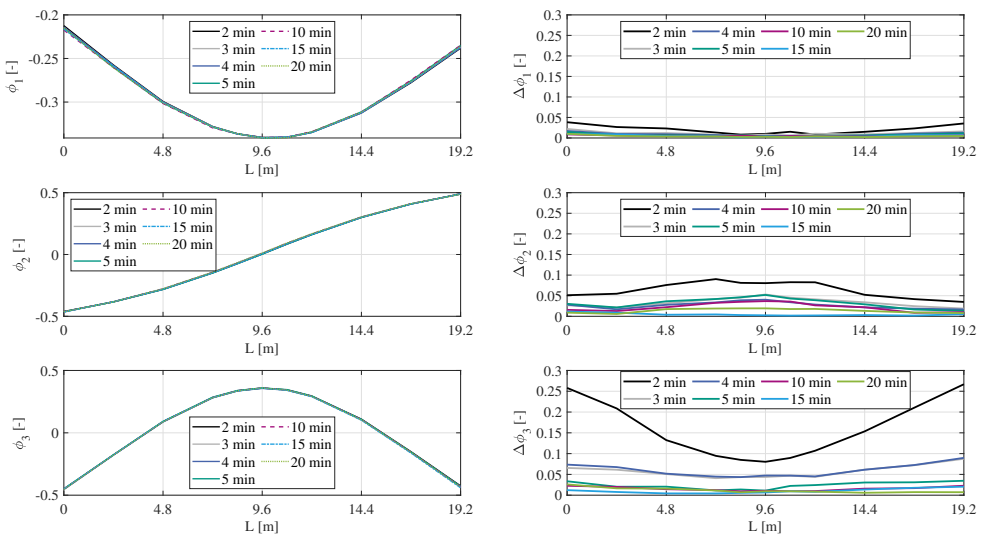 -0.2
-0.25
-0.3
ϕ1 [-]
2 min
10 min
3 min
15 min
4 min
20 min
5 min
0 4.8 9.6 14.4 19.2
L [m]
0.3
0.25
0.2
0.15
0.1
0.05
0
Δϕ1 [-]
2 min 4 min 10 min 20 min
3 min 5 min 15 min
0 4.8 9.6 14.4 19.2
L [m]
0.5
0
-0.5
ϕ2 [-]
2 min
10 min
3 min
15 min
4 min
20 min
5 min
0 4.8 9.6 14.4 19.2
L [m]
0.3
0.25
0.2
0.15
0.1
0.05
0
Δϕ2 [-]
2 min 4 min 10 min 20 min
3 min 5 min 15 min
0 4.8 9.6 14.4 19.2
L [m]
0.5
0
-0.5
ϕ3 [-]
2 min
10 min
3 min
15 min
4 min
20 min
5 min
0 4.8 9.6 14.4 19.2
L [m]
0.3
0.25
0.2
0.15
0.1
0.05
0
Δϕ3 [-]
2 min 4 min 10 min 20 min
3 min 5 min 15 min
0 4.8 9.6 14.4 19.2
L [m]